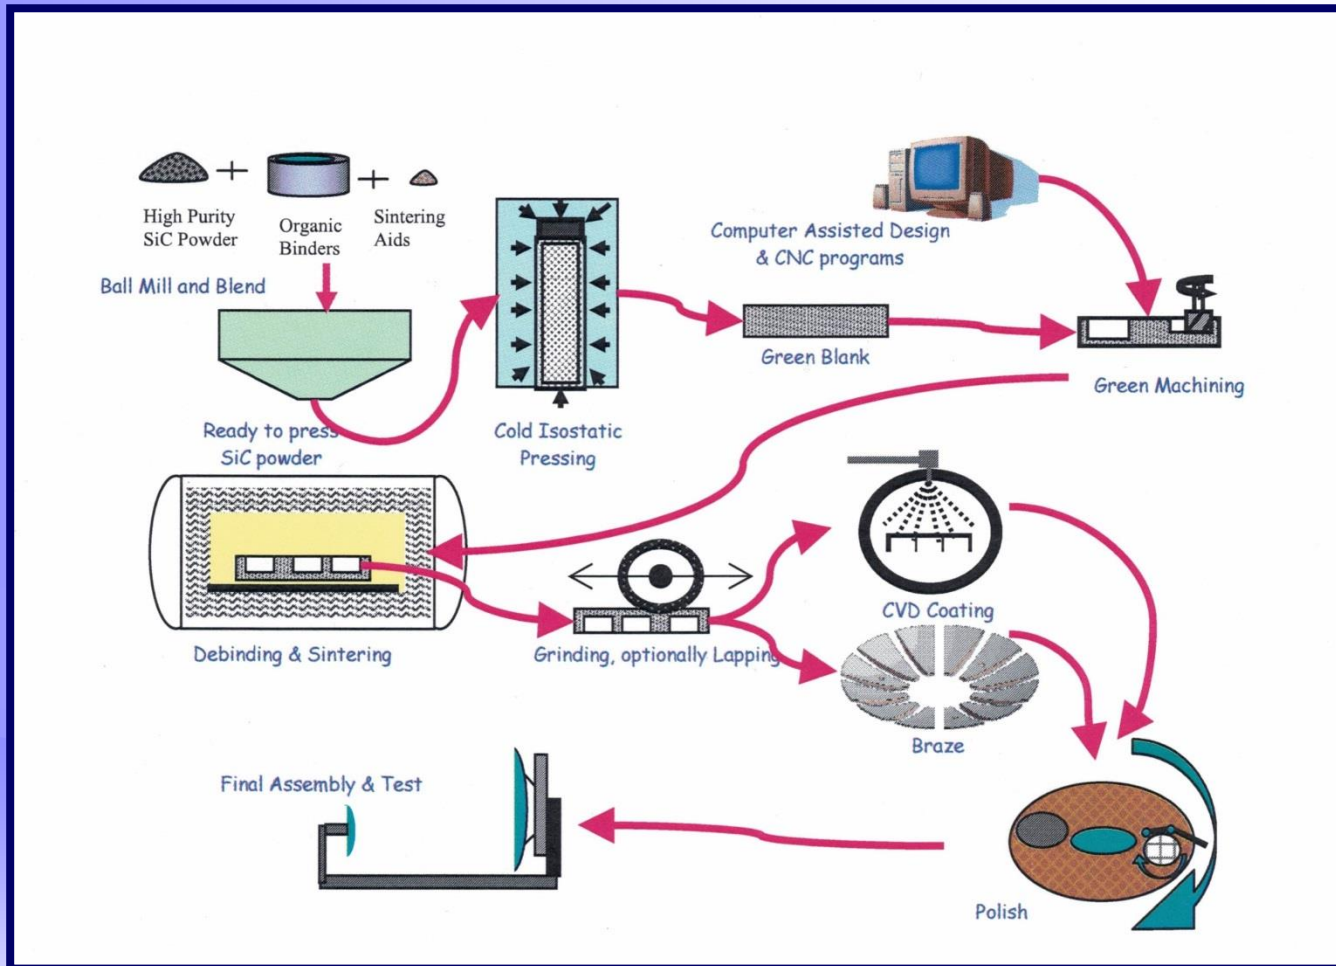 High Purity
SiC Powder
Organic
Binders
Sintering
Aids
Ball Mill and Blend
Ready to press
SiC powder
Cold Isostatic
Pressing
Computer Assisted Design
& CNC programs
Green Blank
Green Machining
Debinding & Sintering
Grinding, optionally Lapping
CVD Coating
Braze
Final Assembly & Test
Polish